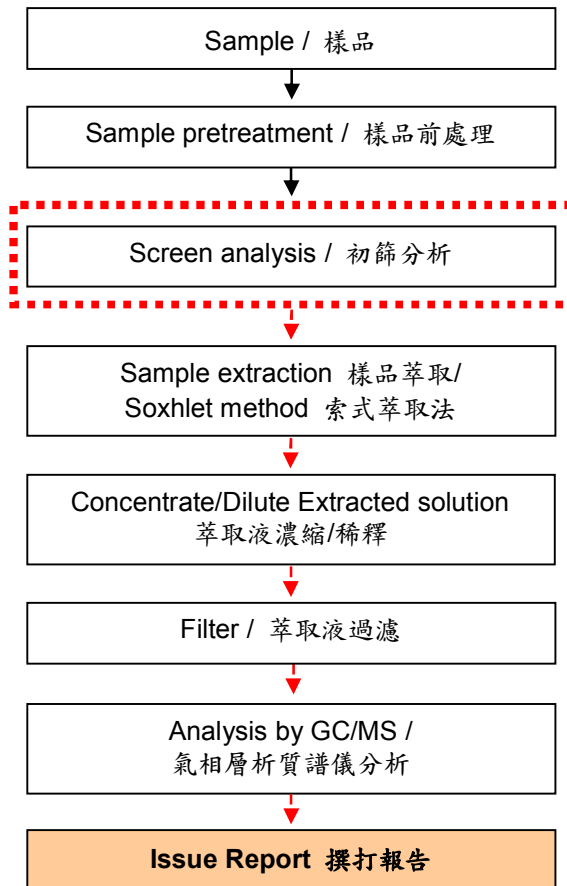 Sample / 樣品
Sample pretreatment / 樣品前處理
Screen analysis / 初篩分析
Sample extraction 樣品萃取/
Soxhlet method 索式萃取法
Concentrate/Dilute Extracted solution
萃取液濃縮/稀釋
Filter / 萃取液過濾
Analysis by GC/MS /
氣相層析質譜儀分析
Issue Report 撰打報告